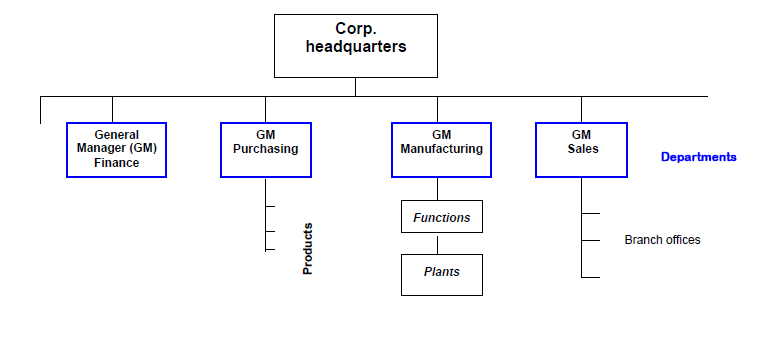 Corp.
headquarters
General
Manager (GM)
Finance
GM
Purchasing
GM
Manufacturing
GM
Sales
Departments
Products
Functions
Plants
Branch offices